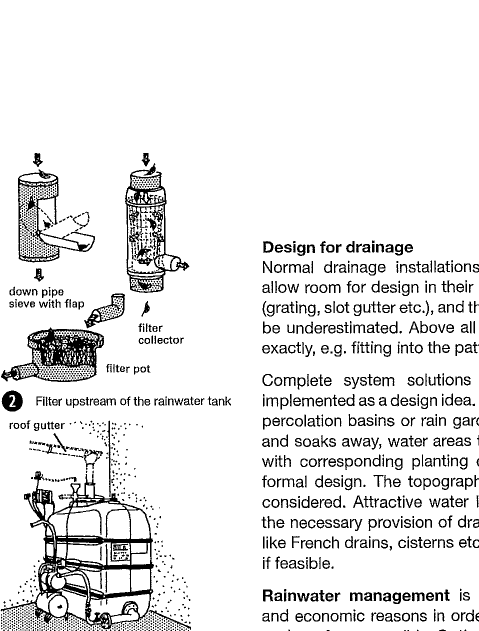 down pipe
sieve with flap
filter
collector
filter pot
2 Filter upstream of the rainwater tank
roof gutter
Design for drainage
Normal drainage installations
allow room for design in their
(grating, slot gutter etc.), and th
be underestimated. Above all
exactly, e.g. fitting into the pat
Complete system solutions
implemented as a design idea.
percolation basins or rain gard
and soaks away, water areas
with corresponding planting
formal design. The topograph
considered. Attractive water
the necessary provision of dra
like French drains, cisterns etc
if feasible.
Rainwater management is
and economic reasons in orde